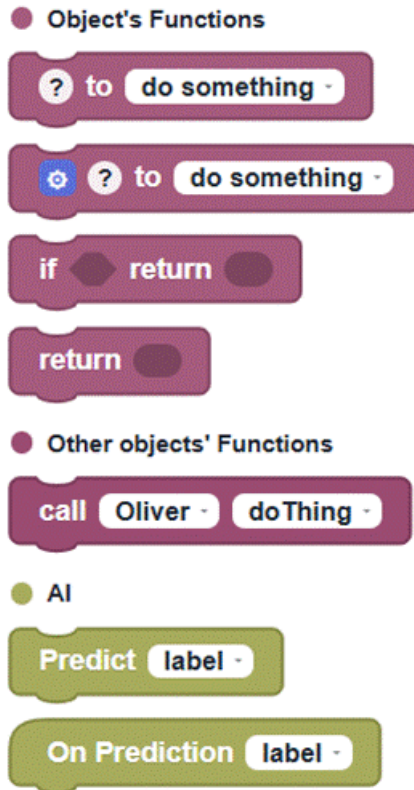 Object's Functions
? to do something
? to do something
if return
return
Other objects' Functions
call Oliver doThing
AI
Predict label
On Prediction label